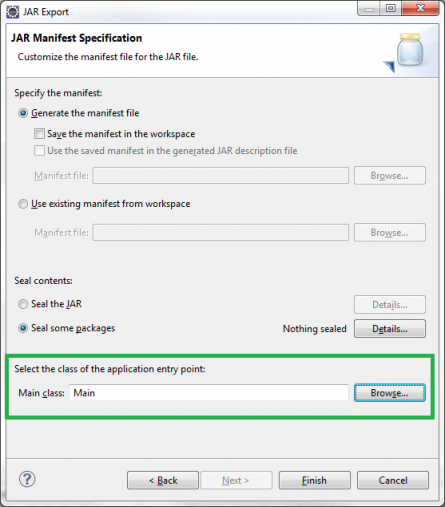 JAR Export
JAR Manifest Specification
Customize the manifest file for the JAR file.
Specify the manifest:
Generate the manifest file
Save the manifest in the workspace
Use the saved manifest in the generated JAR description file
Manifest file: Browse...
Use existing manifest from workspace
Manifest file: Browse...
Seal contents:
Seal the JAR Details...
Seal some packages Nothing sealed Details...
Select the class of the application entry point:
Main class: Main Browse...
? < Back Next > Finish Cancel